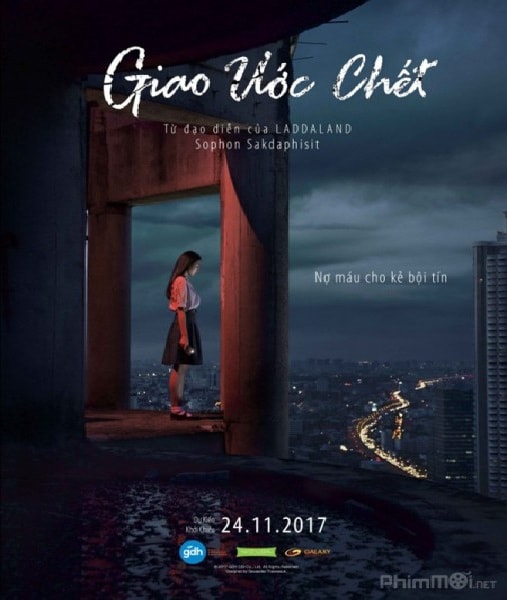 Giao Ước Chết
Từ đạo diễn của LADDALAND
Sophon Sakdaphisit
Nợ máu cho kẻ bội tín
Dự Kiến
Khởi Chiếu
24.11.2017
gdh
GALAXY
PhimMoi.NET